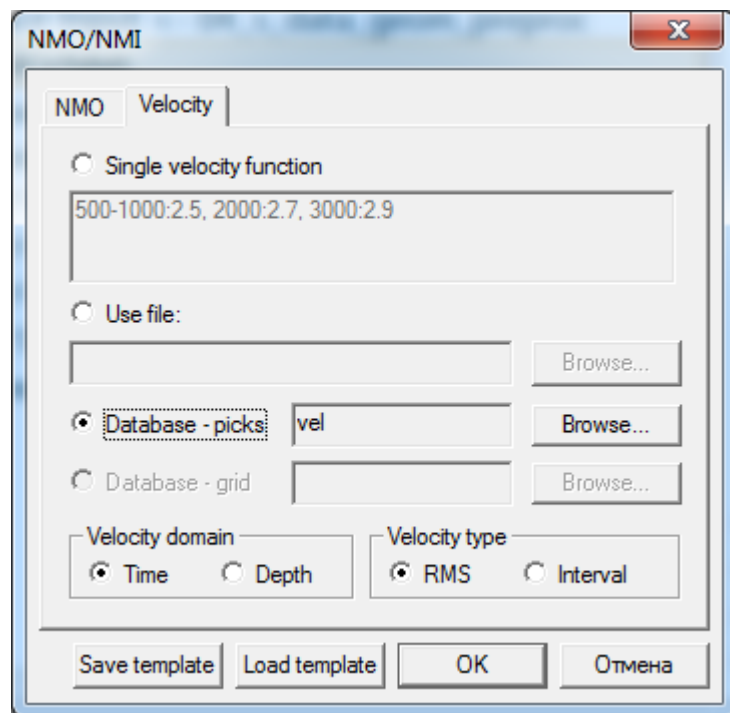 NMO/NMI
NMO Velocity
Single velocity function
500-1000:2.5, 2000:2.7, 3000:2.9
Use file:
Browse...
Database - picks vel Browse...
Database - grid Browse...
Velocity domain Velocity type
Time Depth RMS Interval
Save template Load template OK Отмена